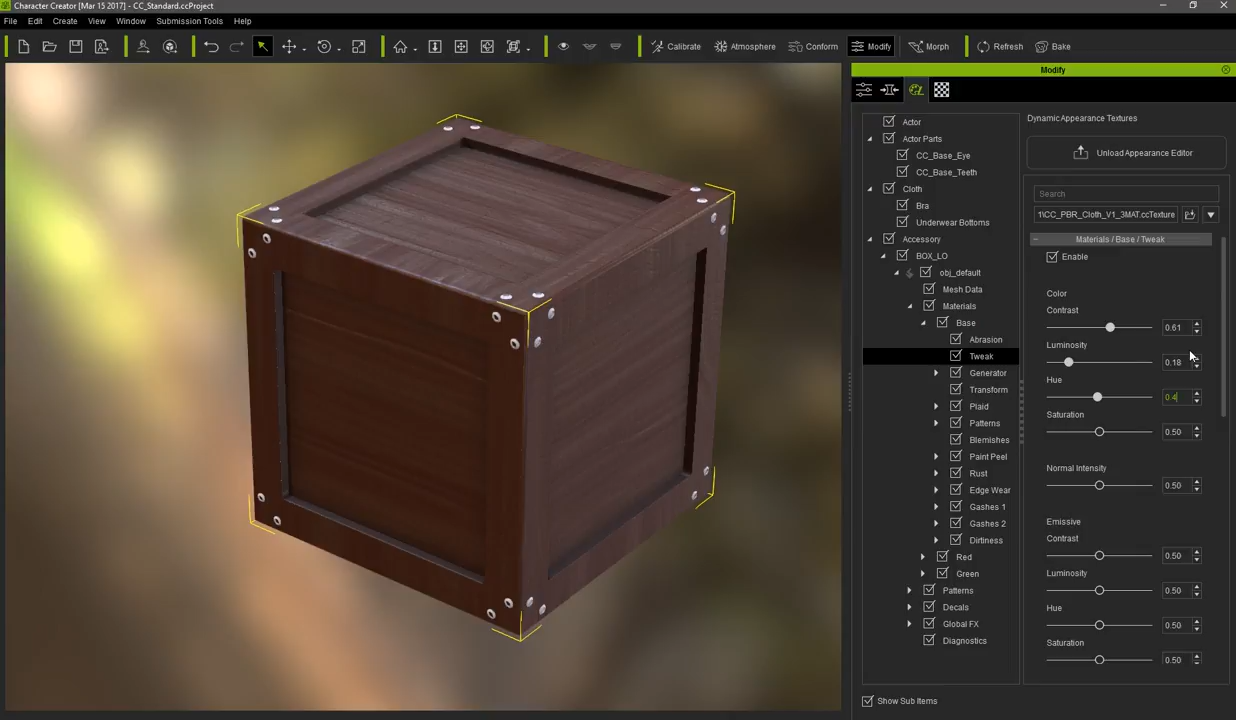 Character Creator [Mar 15 2017] - CC_Standard.ccProject
File Edit Create View Window Submission Tools Help
Calibrate Atmosphere Conform Modify Morph Refresh Bake
Modify
Dynamic Appearance Textures
Unload Appearance Editor
Search
1\CC_PBR_Cloth_V1_3MAT.ccTexture
Materials / Base / Tweak
Enable
Color
Contrast
0.61
Luminosity
0.18
Hue
0.4
Saturation
0.50
Normal Intensity
0.50
Emissive
Contrast
0.50
Luminosity
0.50
Hue
0.50
Saturation
0.50
Actor
Actor Parts
CC_Base_Eye
CC_Base_Teeth
Cloth
Bra
Underwear Bottoms
Accessory
BOX_LO
obj_default
Mesh Data
Materials
Base
Abrasion
Tweak
Generator
Transform
Plaid
Patterns
Blemishes
Paint Peel
Rust
Edge Wear
Gashes 1
Gashes 2
Dirtiness
Red
Green
Patterns
Decals
Global FX
Diagnostics
Show Sub Items